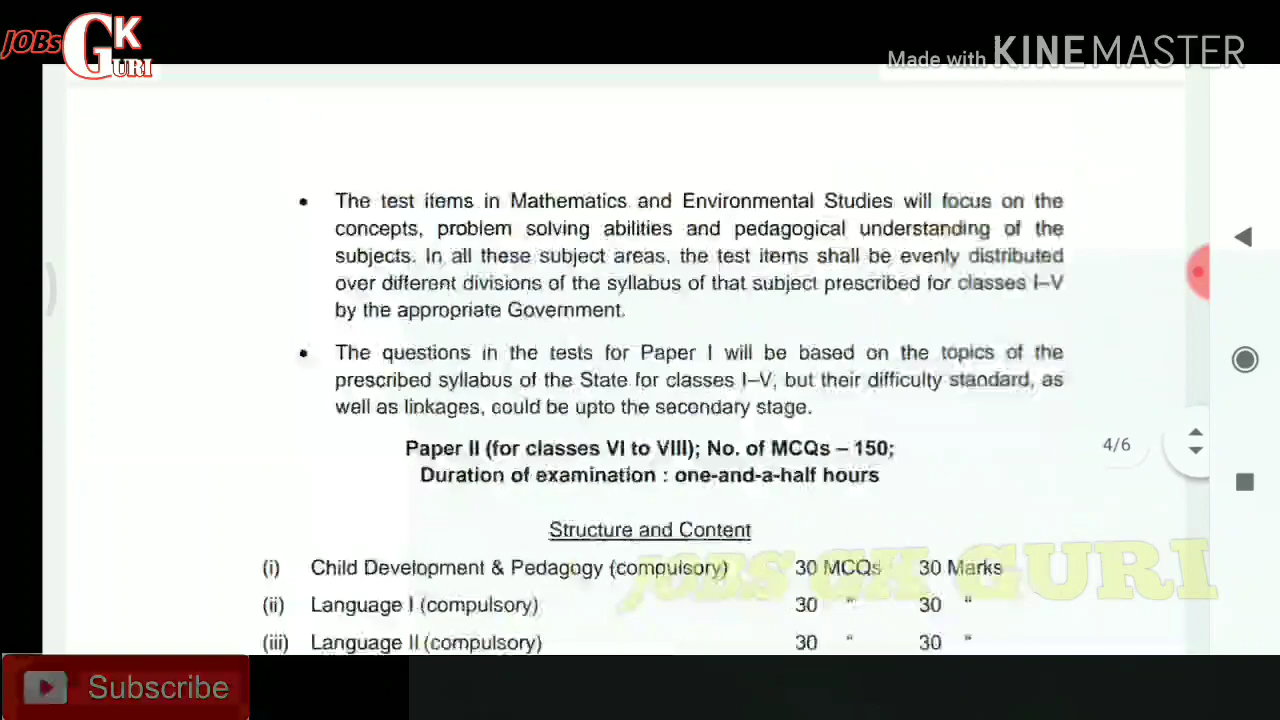 JOBs GK GURI
Made with KINEMASTER
• The test items in Mathematics and Environmental Studies will focus on the
concepts, problem solving abilities and pedagogical understanding of the
subjects. In all these subject areas, the test items shall be evenly distributed
over different divisions of the syllabus of that subject prescribed for classes I–V
by the appropriate Government.
• The questions in the tests for Paper I will be based on the topics of the
prescribed syllabus of the State for classes I–V, but their difficulty standard, as
well as linkages, could be upto the secondary stage.
4/6
Paper II (for classes VI to VIII); No. of MCQs – 150;
Duration of examination : one-and-a-half hours
Structure and Content
JOBS GK GURI
(i) Child Development & Pedagogy (compulsory) 30 MCQs 30 Marks
(ii) Language I (compulsory) 30 " 30 "
(iii) Language II (compulsory) 30 " 30 "
Subscribe